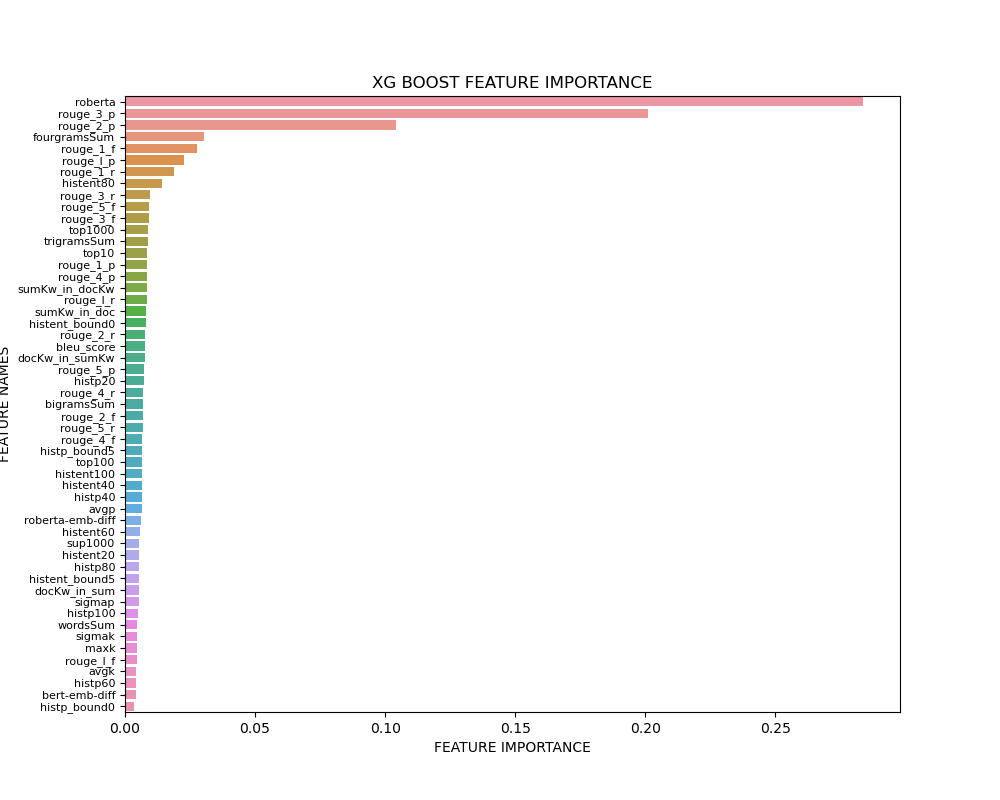 XG BOOST FEATURE IMPORTANCE
roberta
rouge_3_p
rouge_2_p
fourgramsSum
rouge_1_f
rouge_l_p
rouge_1_r
histent80
rouge_3_r
rouge_5_f
rouge_3_f
top1000
trigramsSum
top10
rouge_1_p
rouge_4_p
sumKw_in_docKw
rouge_l_r
sumKw_in_doc
histent_bound0
rouge_2_r
bleu_score
docKw_in_sumKw
rouge_5_p
histp20
rouge_4_r
bigramsSum
rouge_2_f
rouge_5_r
rouge_4_f
histp_bound5
top100
histent100
histent40
histp40
avgp
roberta-emb-diff
histent60
sup1000
histent20
histp80
histent_bound5
docKw_in_sum
sigmap
histp100
wordsSum
sigmak
maxk
rouge_l_f
avgk
histp60
bert-emb-diff
histp_bound0
FEATURE NAMES
0.00 0.05 0.10 0.15 0.20 0.25
FEATURE IMPORTANCE